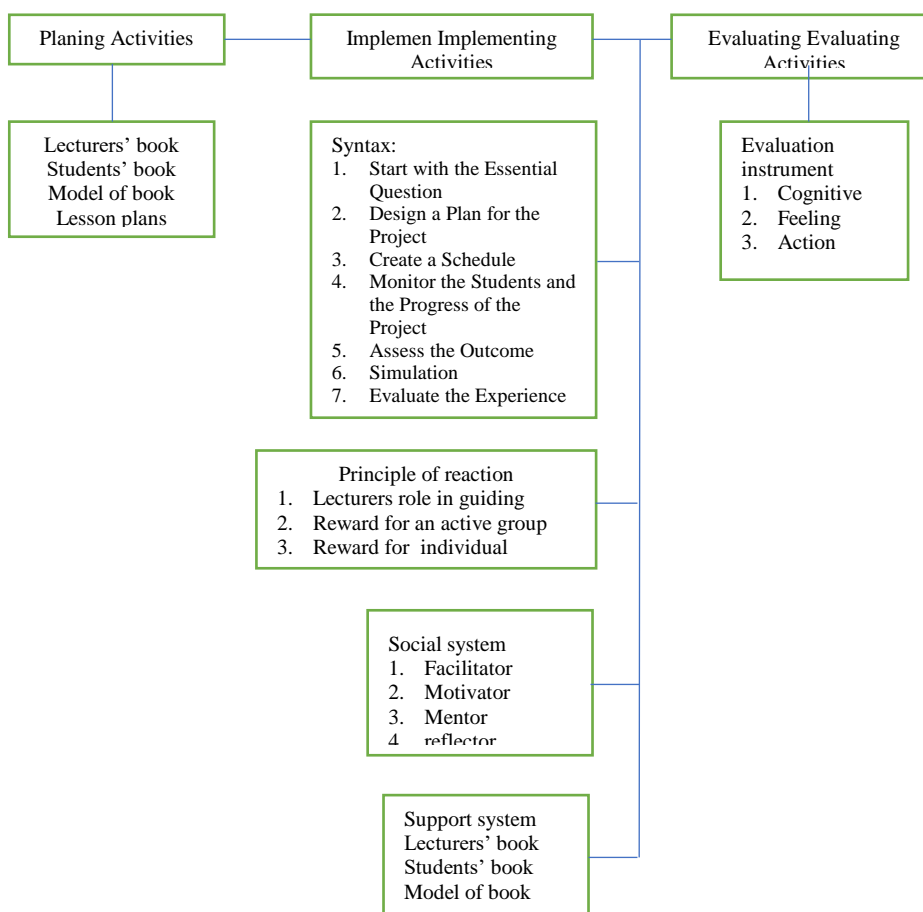 Planing Activities
Implemen Implementing
Activities
Evaluating Evaluating
Activities
Lecturers’ book
Students’ book
Model of book
Lesson plans
Syntax:
1. Start with the Essential
Question
2. Design a Plan for the
Project
3. Create a Schedule
4. Monitor the Students and
the Progress of the
Project
5. Assess the Outcome
6. Simulation
7. Evaluate the Experience
Evaluation
instrument
1. Cognitive
2. Feeling
3. Action
Principle of reaction
1. Lecturers role in guiding
2. Reward for an active group
3. Reward for individual
Social system
1. Facilitator
2. Motivator
3. Mentor
4. reflector
Support system
Lecturers’ book
Students’ book
Model of book